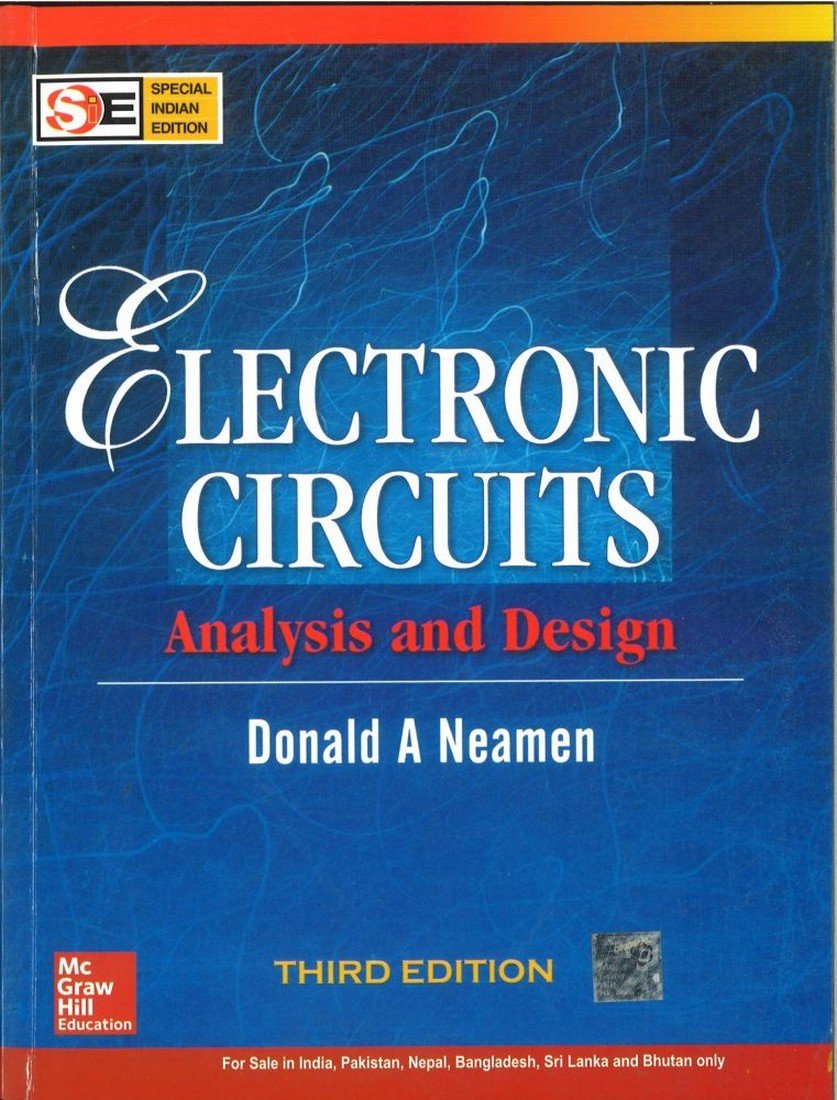 SiE
SPECIAL
INDIAN
EDITION
ELECTRONIC
CIRCUITS
Analysis and Design
Donald A Neamen
THIRD EDITION
Mc
Graw
Hill
Education
For Sale in India, Pakistan, Nepal, Bangladesh, Sri Lanka and Bhutan only